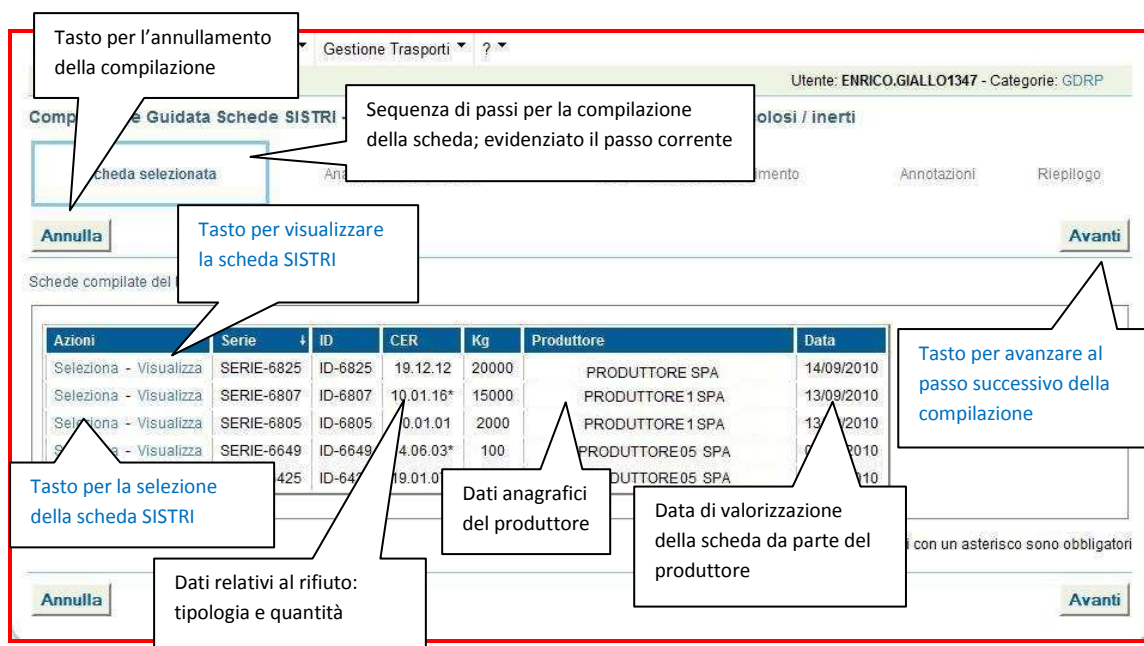 Tasto per l’annullamento
della compilazione
Gestione Trasporti ?
Utente: ENRICO.GIALLO1347 - Categorie: GDRP
Sequenza di passi per la compilazione
della scheda; evidenziato il passo corrente
Guidata Schede SISTRI - / inerti
selezionata Annotazioni Riepilogo
Annulla
Tasto per visualizzare
la scheda SISTRI
Avanti
Schede compilate del
Azioni Serie ID CER Kg Produttore Data
Seleziona - Visualizza SERIE-6825 ID-6825 19.12.12 20000 PRODUTTORE SPA 14/09/2010
Seleziona - Visualizza SERIE-6807 ID-6807 10.01.16* 15000 PRODUTTORE1 SPA 13/09/2010
Seleziona - Visualizza SERIE-6805 ID-6805 2000 PRODUTTORE1 SPA
Visualizza SERIE-6649 ID-6649 100 PRODUTTORE05 SPA
SPA
Tasto per avanzare al
passo successivo della
compilazione
Tasto per la selezione
della scheda SISTRI
Dati anagrafici
del produttore
Data di valorizzazione
della scheda da parte del
produttore
con un asterisco sono obbligatori
Dati relativi al rifiuto:
tipologia e quantità
Annulla
Avanti